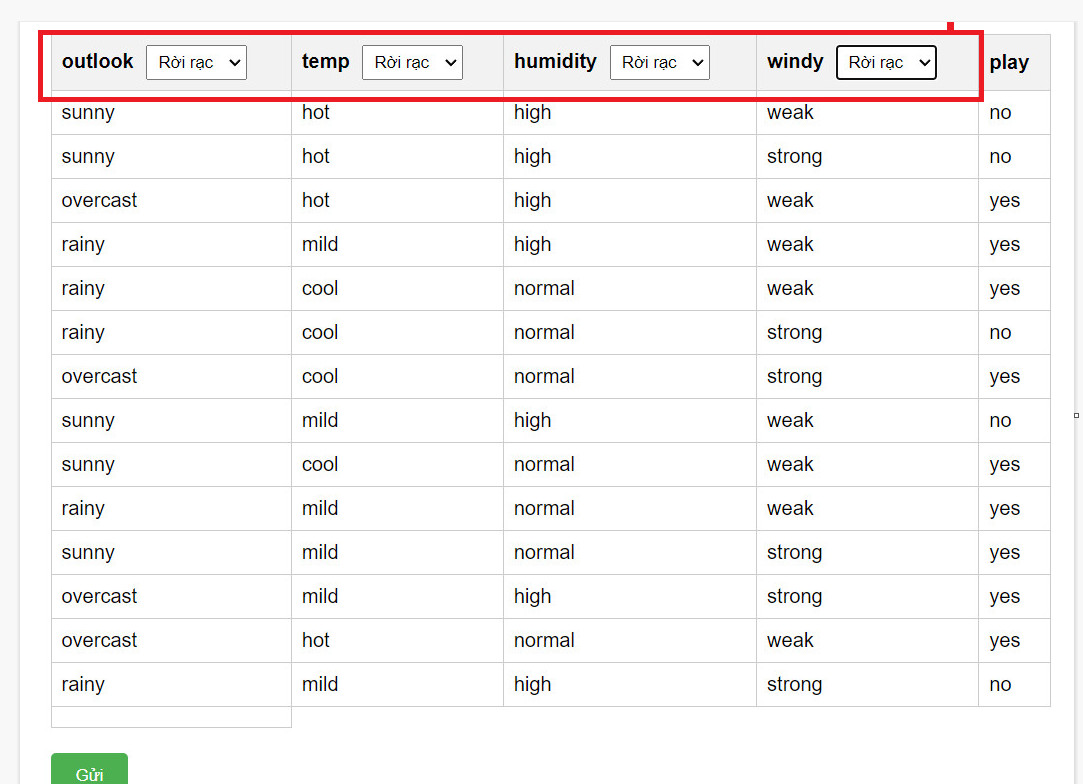 outlook Rời rạc temp Rời rạc humidity Rời rạc windy Rời rạc play
sunny hot high weak no
sunny hot high strong no
overcast hot high weak yes
rainy mild high weak yes
rainy cool normal weak yes
rainy cool normal strong no
overcast cool normal strong yes
sunny mild high weak no
sunny cool normal weak yes
rainy mild normal weak yes
sunny mild normal strong yes
overcast mild high strong yes
overcast hot normal weak yes
rainy mild high strong no
Gửi